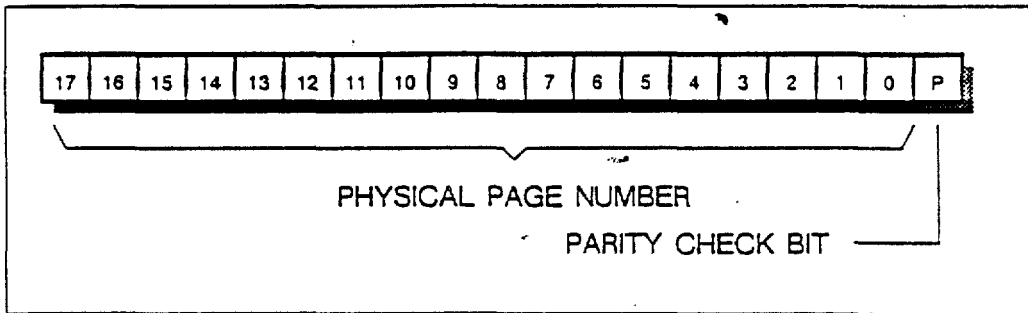 17 16 15 14 13 12 11 10 9 8 7 6 5 4 3 2 1 0 P
PHYSICAL PAGE NUMBER
PARITY CHECK BIT